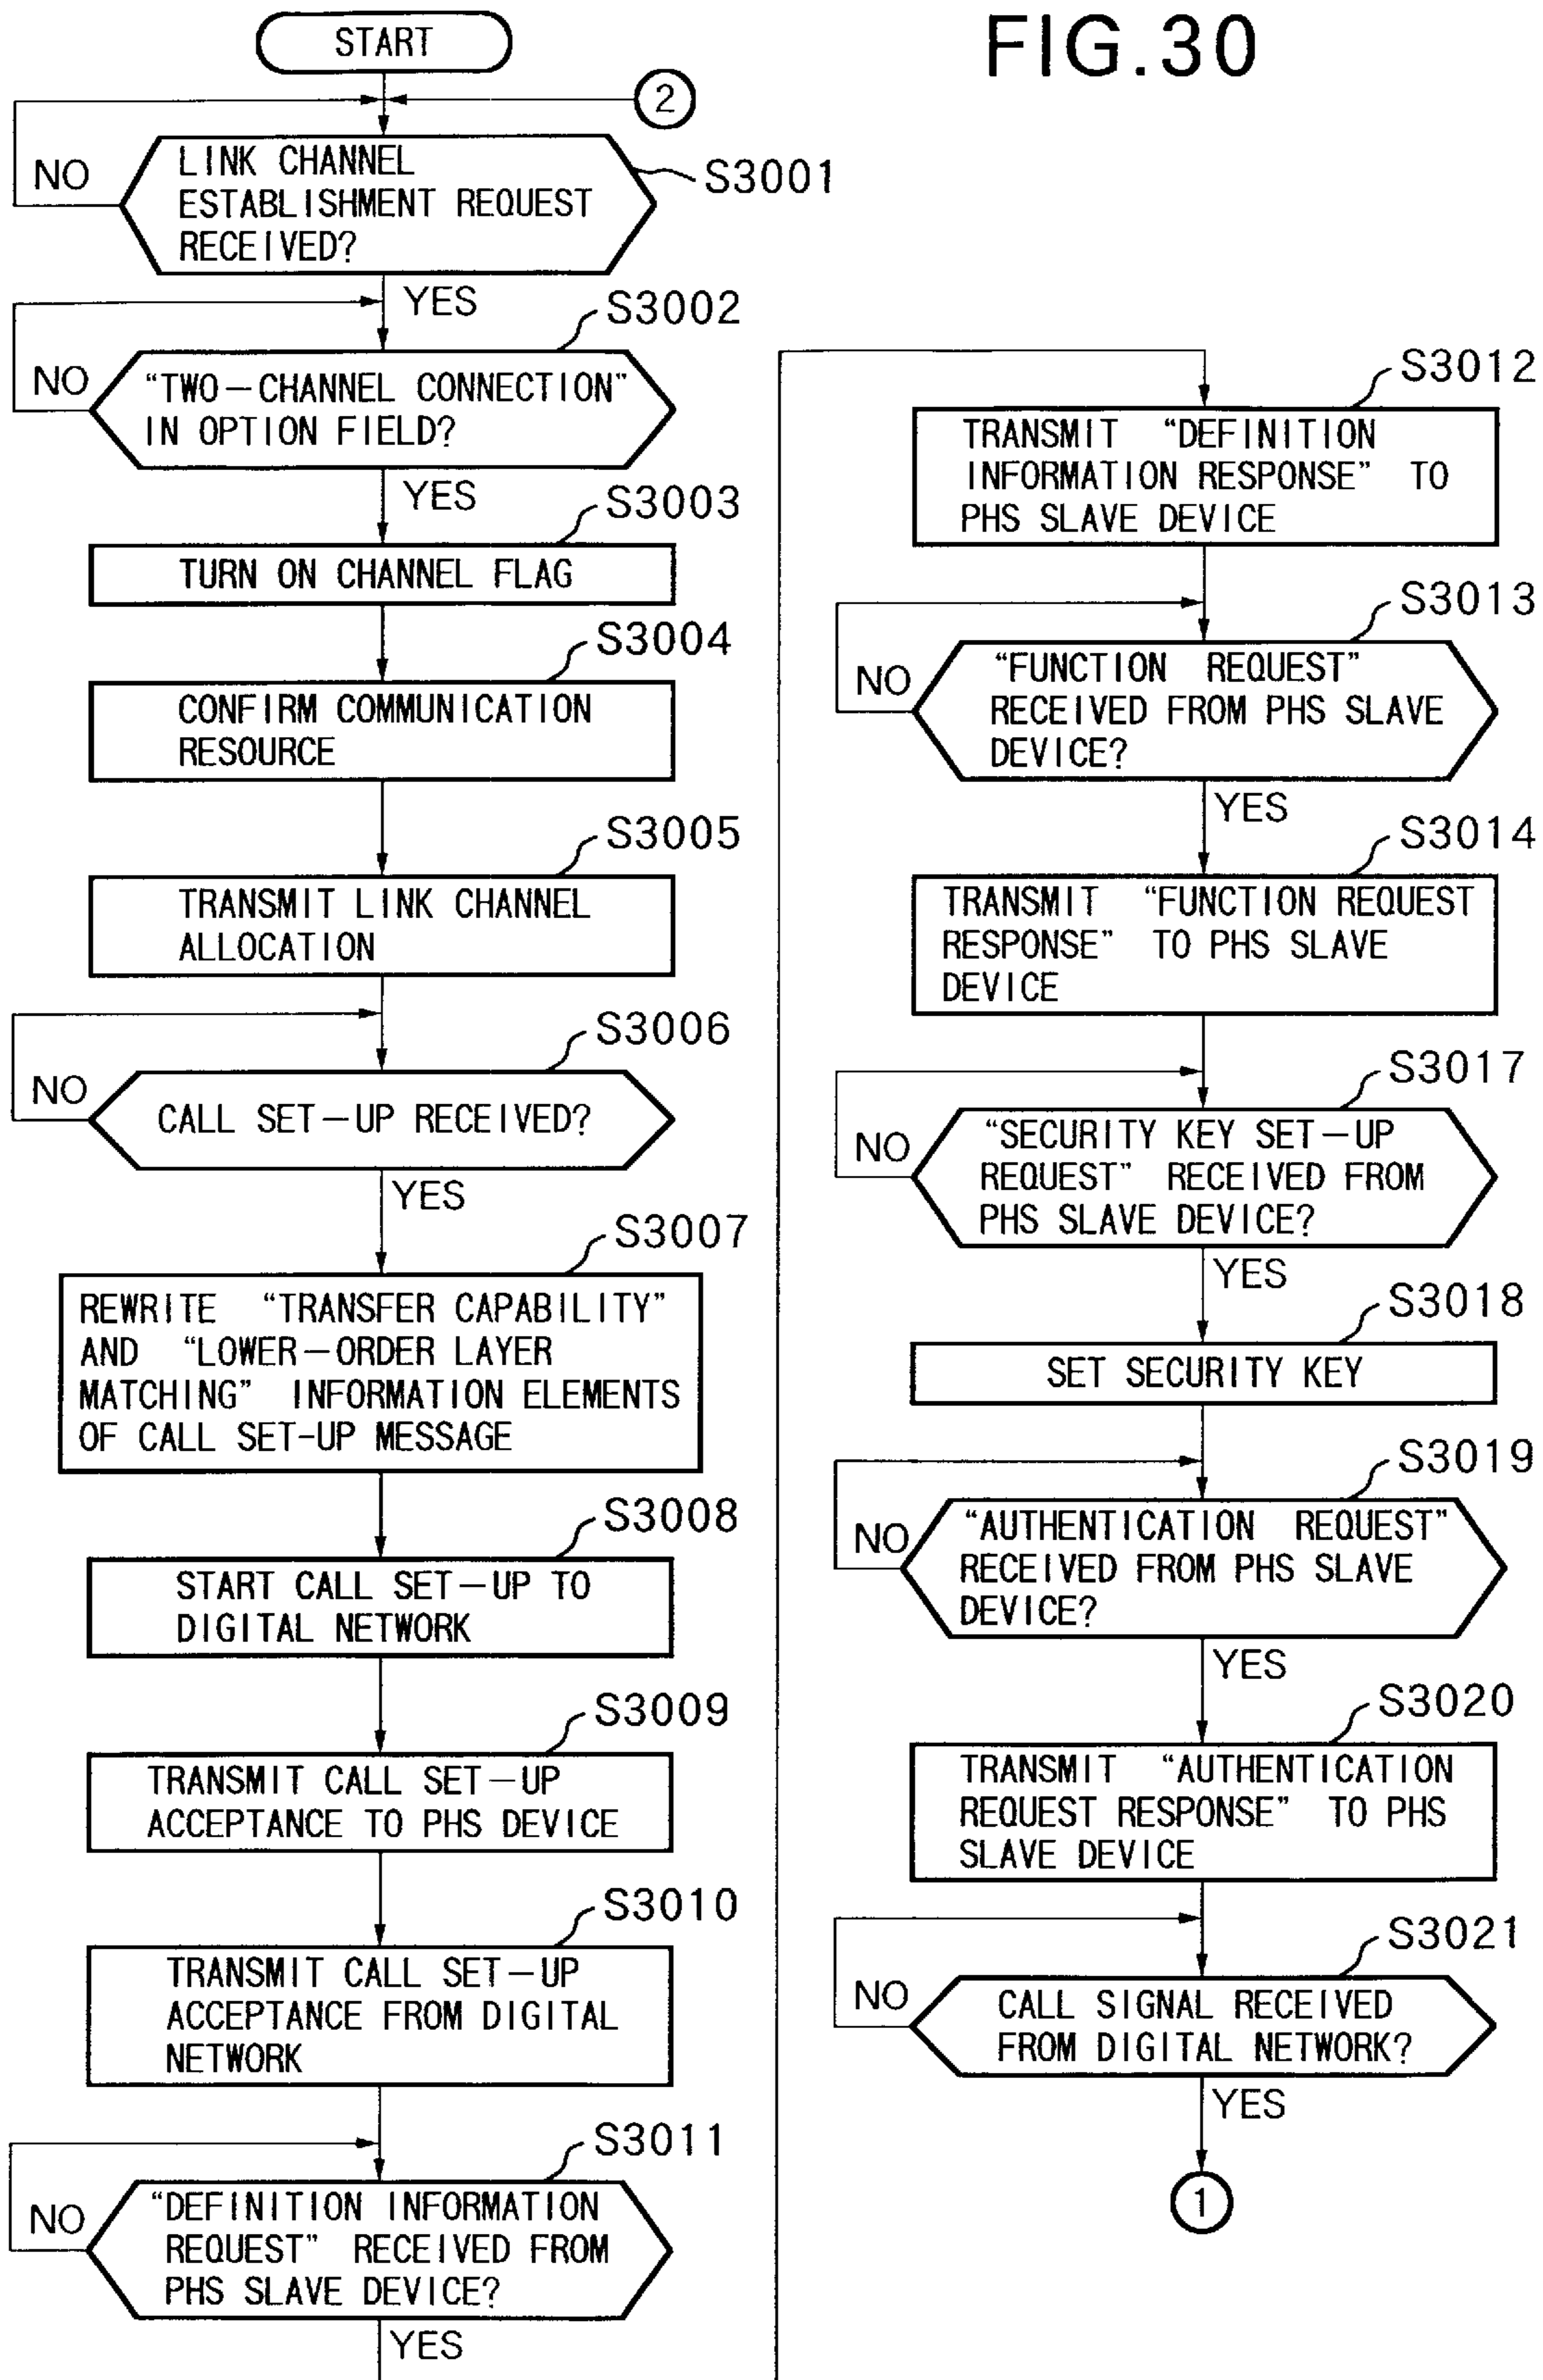 FIG.30
START
2
NO
LINK CHANNEL
ESTABLISHMENT REQUEST
RECEIVED?
S3001
YES
S3002
NO
“TWO-CHANNEL CONNECTION”
IN OPTION FIELD?
YES
S3003
TURN ON CHANNEL FLAG
S3004
CONFIRM COMMUNICATION
RESOURCE
S3005
TRANSMIT LINK CHANNEL
ALLOCATION
S3006
NO
CALL SET-UP RECEIVED?
YES
S3007
REWRITE “TRANSFER CAPABILITY”
AND “LOWER-ORDER LAYER
MATCHING” INFORMATION ELEMENTS
OF CALL SET-UP MESSAGE
S3008
START CALL SET-UP TO
DIGITAL NETWORK
S3009
TRANSMIT CALL SET-UP
ACCEPTANCE TO PHS DEVICE
S3010
TRANSMIT CALL SET-UP
ACCEPTANCE FROM DIGITAL
NETWORK
S3011
NO
“DEFINITION INFORMATION
REQUEST” RECEIVED FROM
PHS SLAVE DEVICE?
YES
S3012
TRANSMIT “DEFINITION
INFORMATION RESPONSE” TO
PHS SLAVE DEVICE
S3013
NO
“FUNCTION REQUEST”
RECEIVED FROM PHS SLAVE
DEVICE?
YES
S3014
TRANSMIT “FUNCTION REQUEST
RESPONSE” TO PHS SLAVE
DEVICE
S3017
NO
“SECURITY KEY SET-UP
REQUEST” RECEIVED FROM
PHS SLAVE DEVICE?
YES
S3018
SET SECURITY KEY
S3019
NO
“AUTHENTICATION REQUEST”
RECEIVED FROM PHS SLAVE
DEVICE?
YES
S3020
TRANSMIT “AUTHENTICATION
REQUEST RESPONSE” TO PHS
SLAVE DEVICE
S3021
NO
CALL SIGNAL RECEIVED
FROM DIGITAL NETWORK?
YES
1